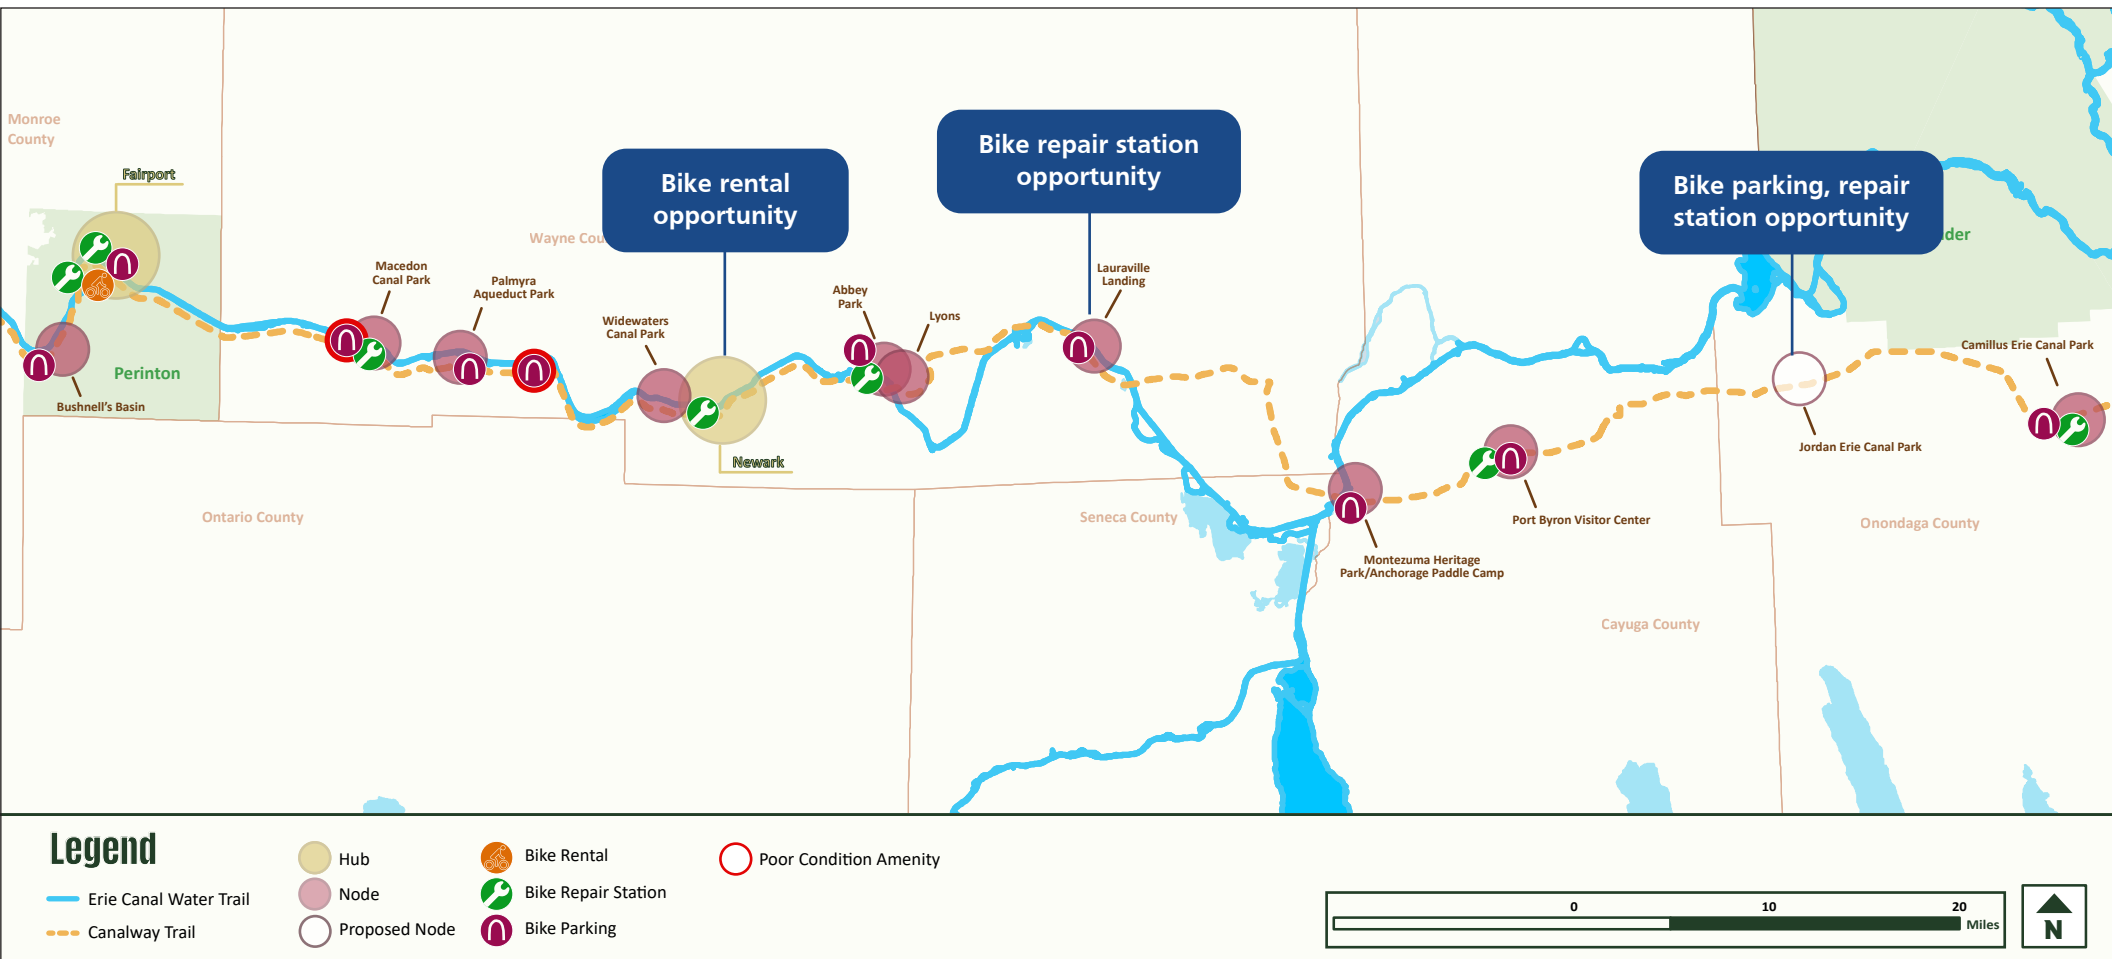 Monroe
County
Fairport
Perinton
Bushnell's Basin
Macedon
Canal Park
Palmyra
Aqueduct Park
Wayne Cou
Bike rental
opportunity
Widewaters
Canal Park
Newark
Abbey
Park
Lyons
Bike repair station
opportunity
Lauraville
Landing
Bike parking, repair
station opportunity
der
Camillus Erie Canal Park
Jordan Erie Canal Park
Port Byron Visitor Center
Montezuma Heritage
Park/Anchorage Paddle Camp
Ontario County
Seneca County
Onondaga County
Cayuga County
Legend
Erie Canal Water Trail
Canalway Trail
Hub
Node
Proposed Node
Bike Rental
Bike Repair Station
Bike Parking
Poor Condition Amenity
0 10 20
Miles
N